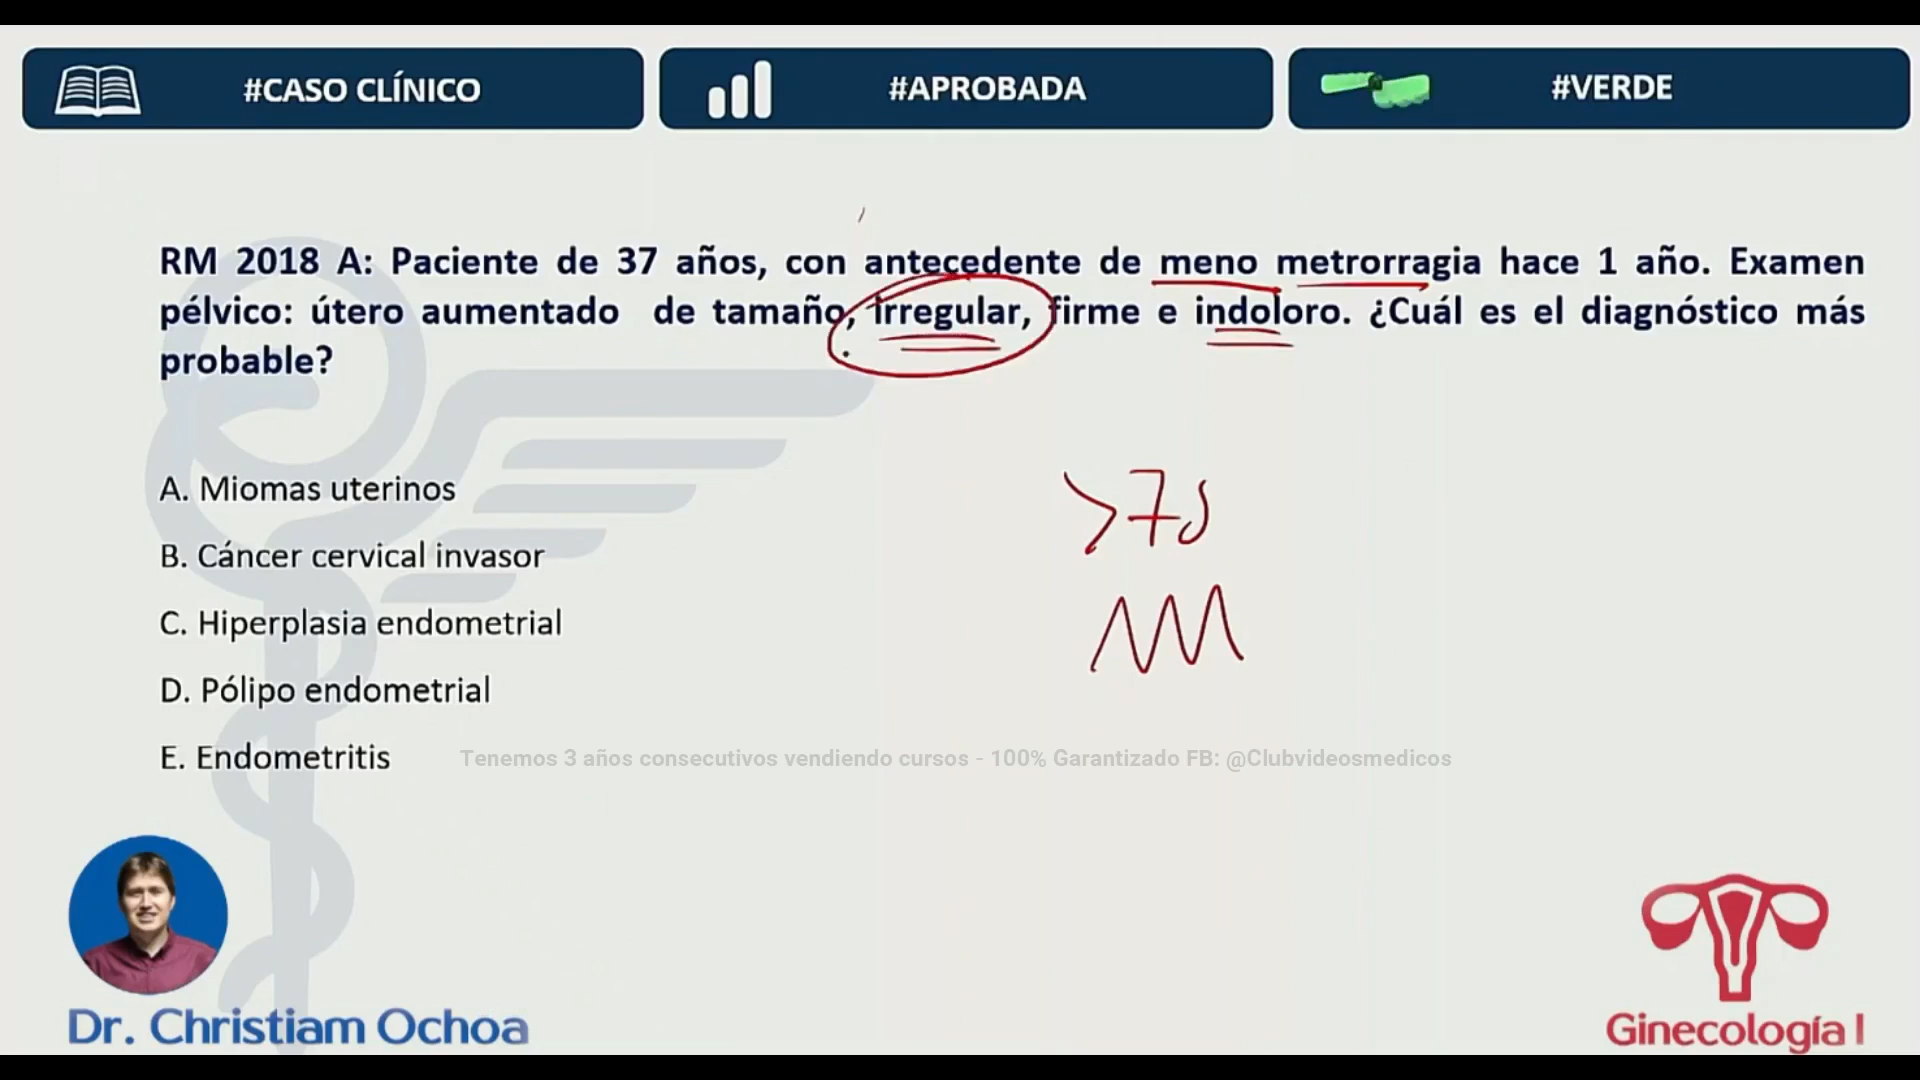 #CASO CLÍNICO
#APROBADA
#VERDE
RM 2018 A: Paciente de 37 años, con antecedente de meno metrorragia hace 1 año. Examen
pélvico: útero aumentado de tamaño, irregular, firme e indoloro. ¿Cuál es el diagnóstico más
probable?
A. Miomas uterinos
B. Cáncer cervical invasor
C. Hiperplasia endometrial
D. Pólipo endometrial
E. Endometritis
>7d
Tenemos 3 años consecutivos vendiendo cursos - 100% Garantizado FB: @Clubvideosmedicos
Dr. Christiam Ochoa
Ginecología I